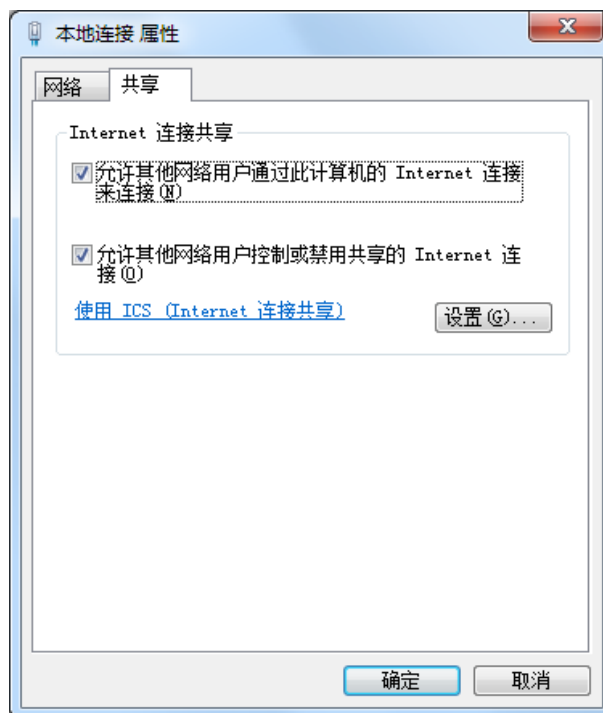 本地连接 属性
网络 共享
Internet 连接共享
允许其他网络用户通过此计算机的 Internet 连接
来连接(N)
允许其他网络用户控制或禁用共享的 Internet 连
接(O)
使用 ICS (Internet 连接共享)
设置(G)...
确定 取消